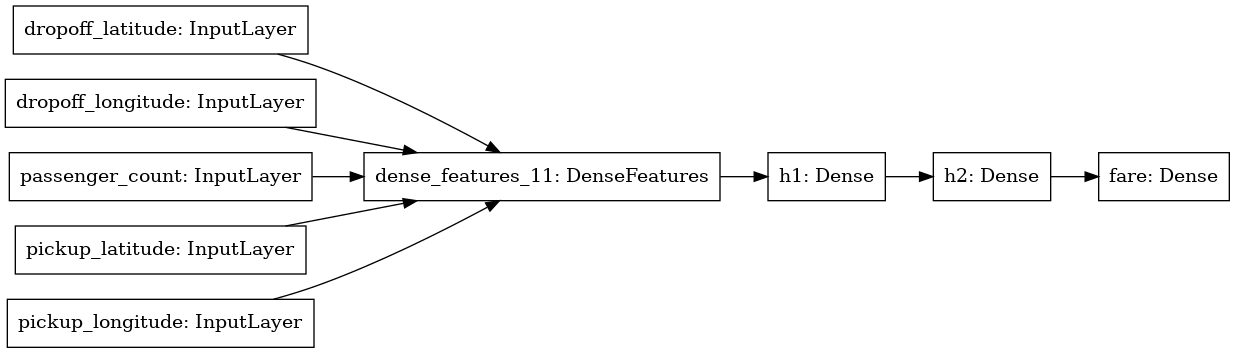 dropoff_latitude: InputLayer
dropoff_longitude: InputLayer
passenger_count: InputLayer
pickup_latitude: InputLayer
pickup_longitude: InputLayer
dense_features_11: DenseFeatures
h1: Dense
h2: Dense
fare: Dense